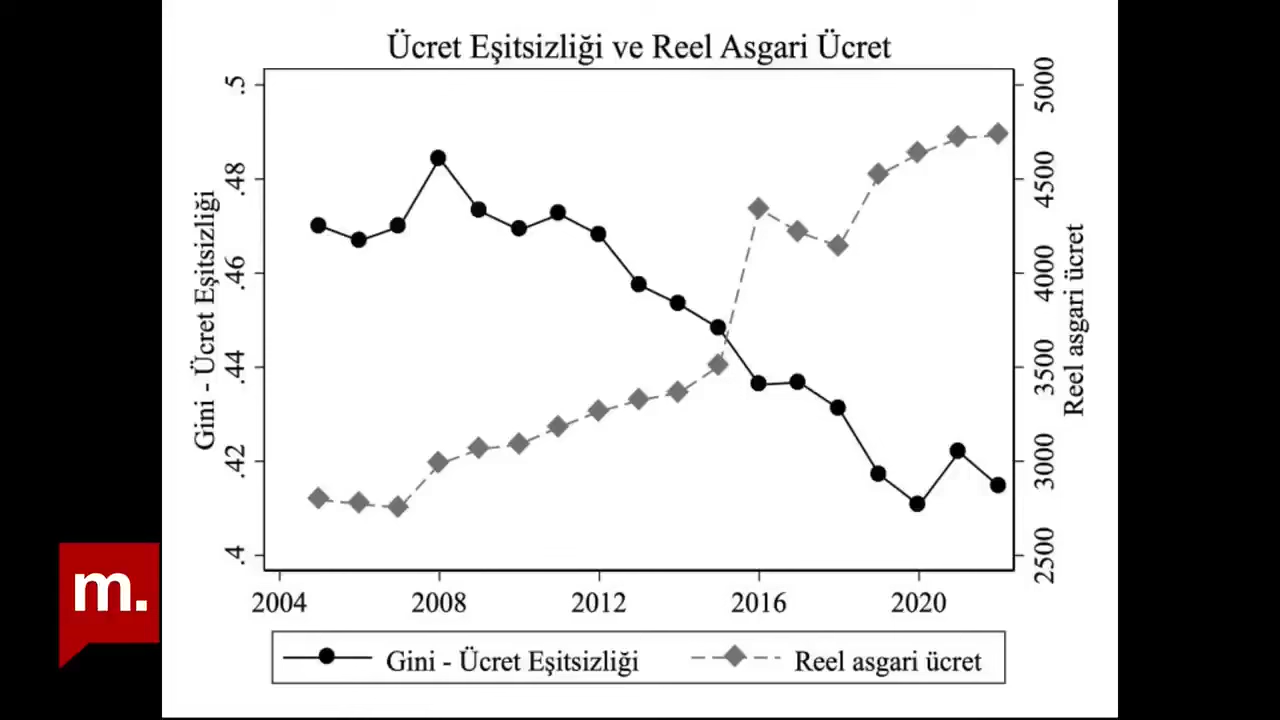 Ücret Eşitsizliği ve Reel Asgari Ücret
Gini - Ücret Eşitsizliği
.5
.48
.46
.44
.42
.4
5000
4500
4000
3500
3000
2500
Reel asgari ücret
2004 2008 2012 2016 2020
Gini - Ücret Eşitsizliği Reel asgari ücret
m.